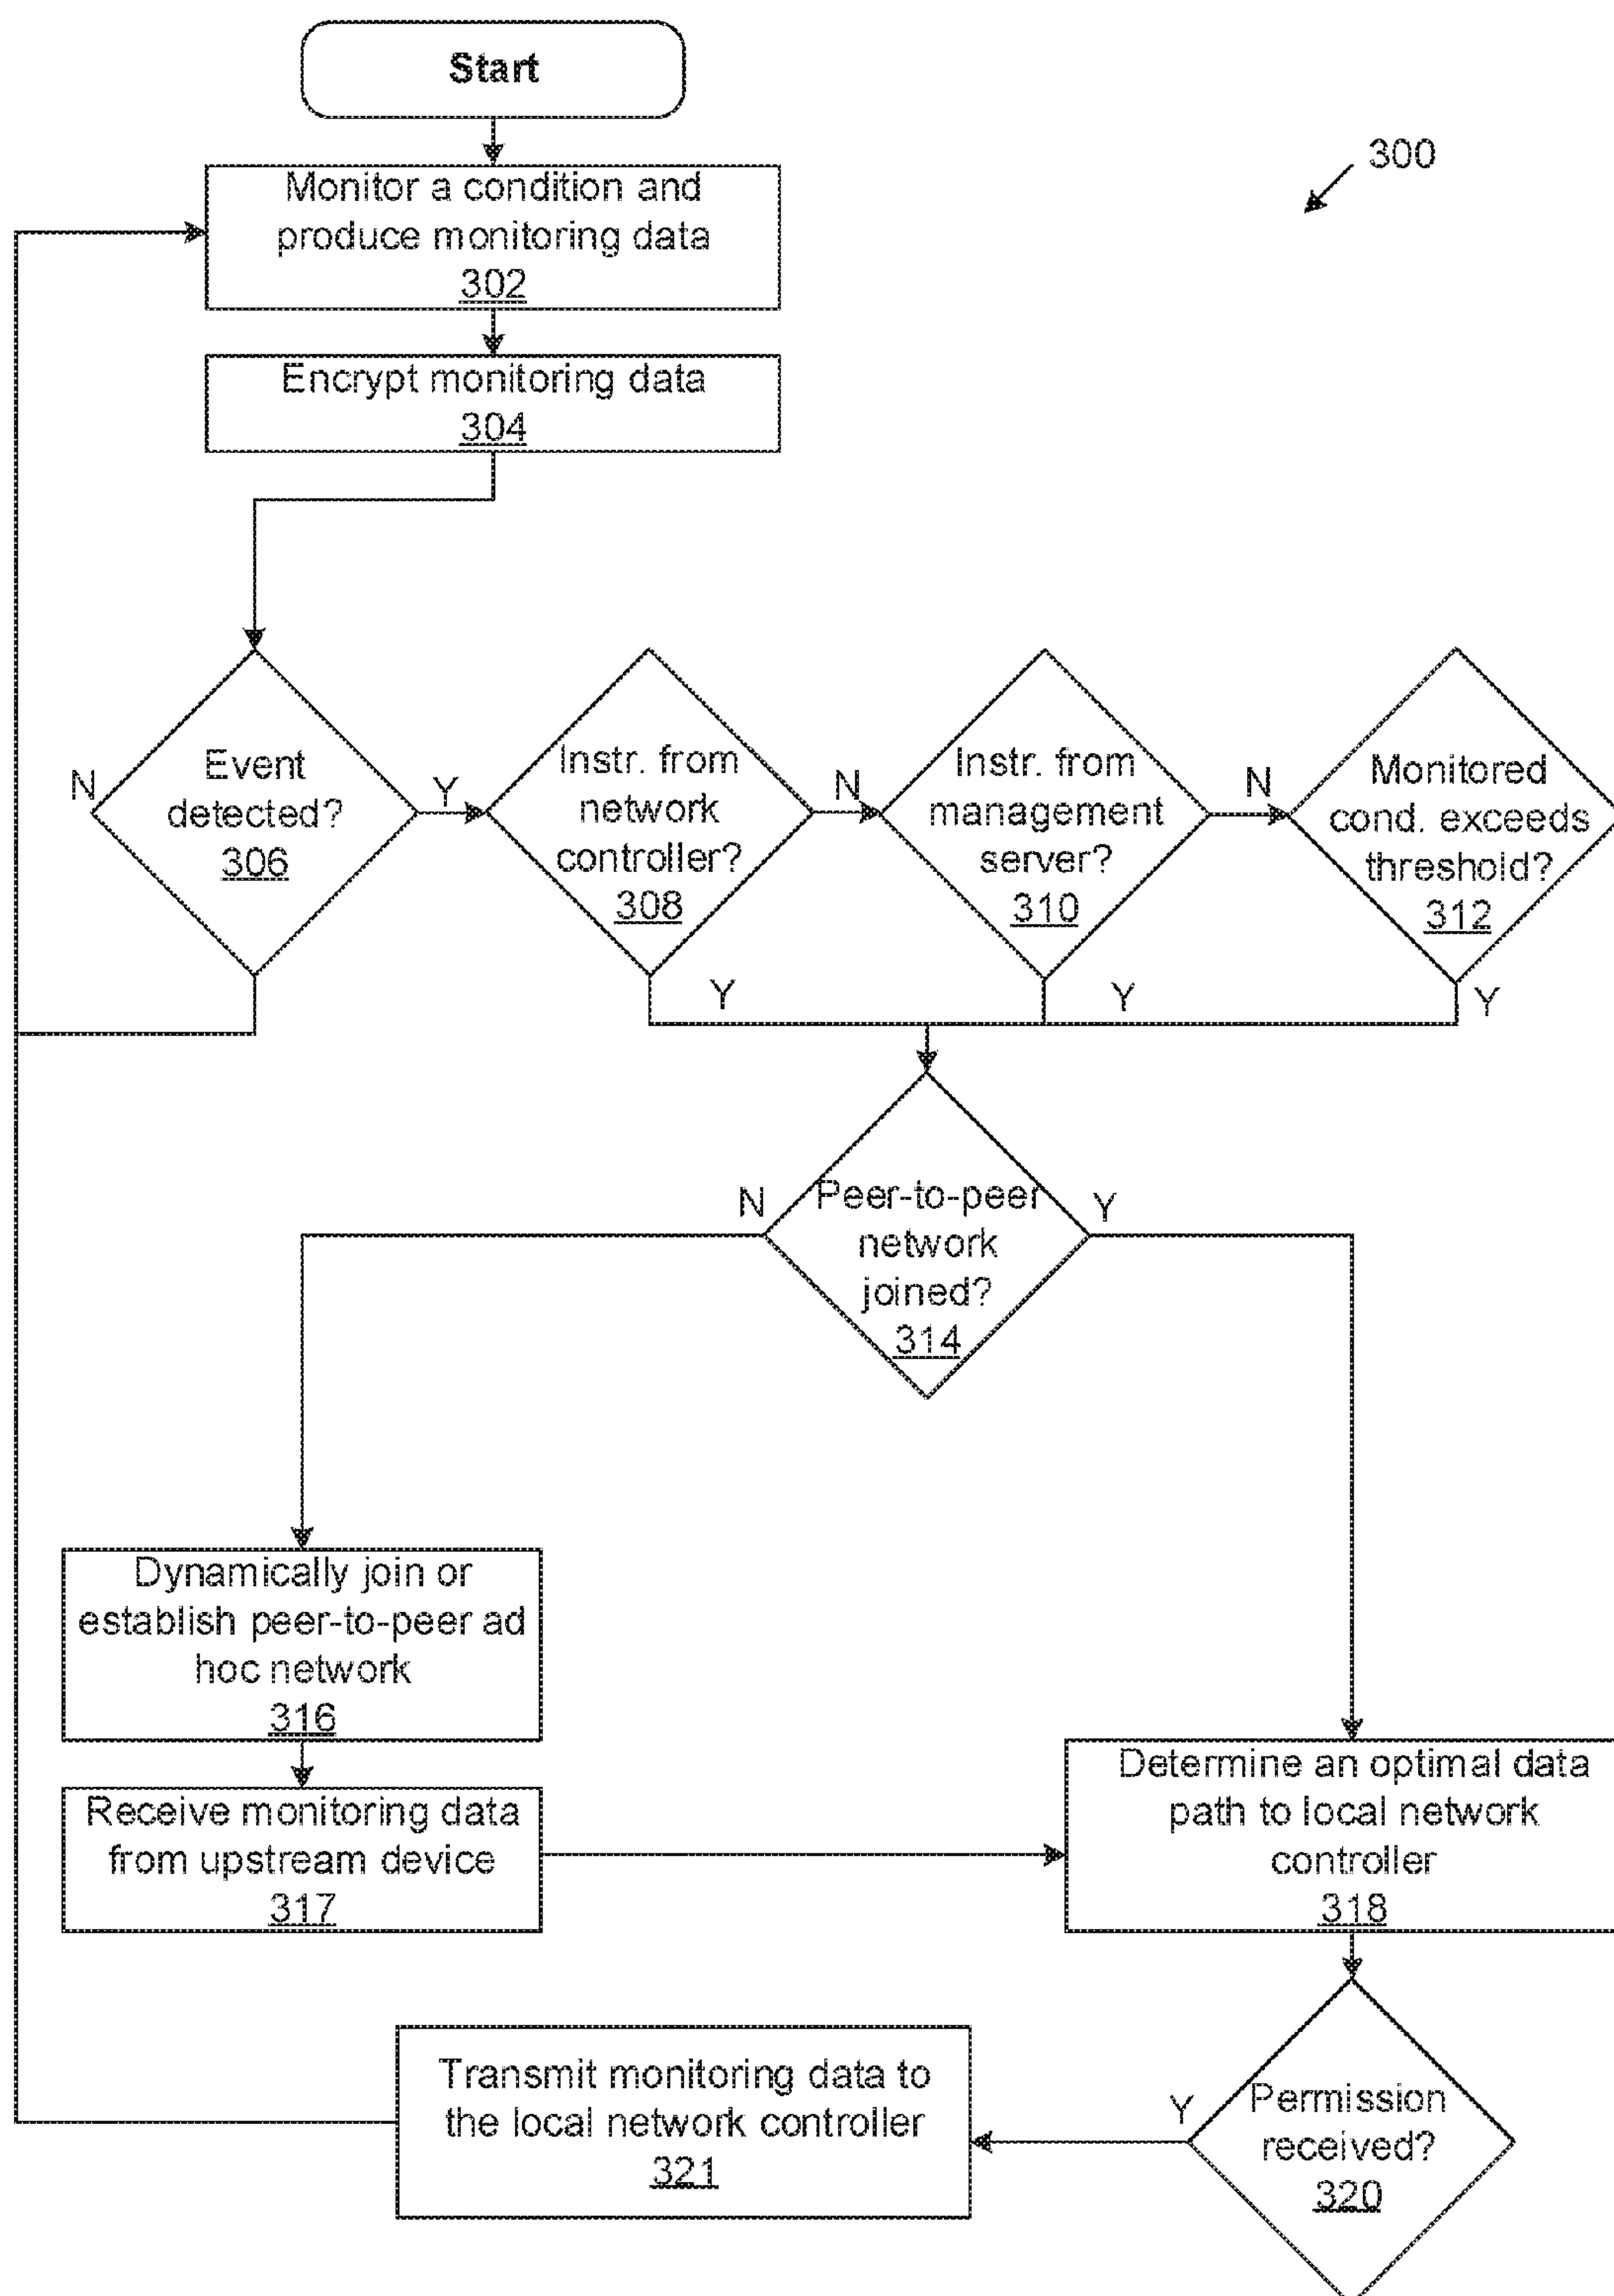 Start
300
Monitor a condition and
produce monitoring data
302
Encrypt monitoring data
304
N
Event
detected?
306
Y
Instr. from
network
controller?
308
N
Instr. from
management
server?
310
N
Monitored
cond. exceeds
threshold?
312
Y
Y
Y
N
Peer-to-peer
network
joined?
314
Y
Dynamically join or
establish peer-to-peer ad
hoc network
316
Receive monitoring data
from upstream device
317
Determine an optimal data
path to local network
controller
318
Transmit monitoring data to
the local network controller
321
Y
Permission
received?
320